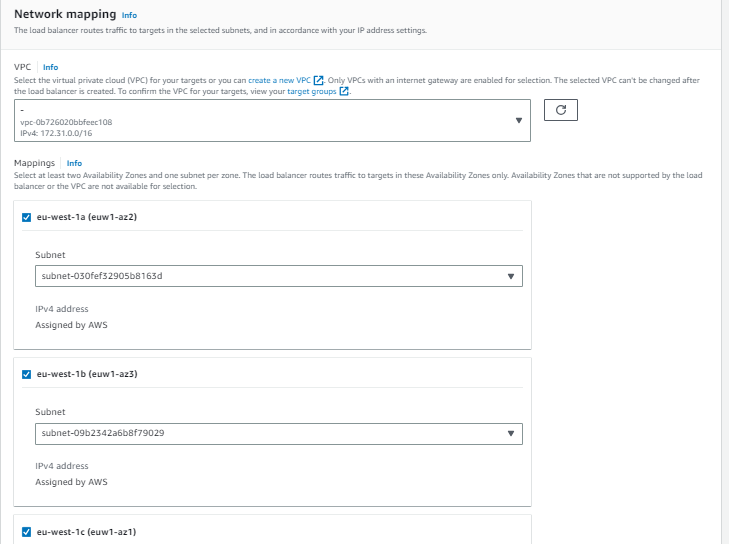 Network mapping Info
The load balancer routes traffic to targets in the selected subnets, and in accordance with your IP address settings.
VPC Info
Select the virtual private cloud (VPC) for your targets or you can create a new VPC. Only VPCs with an internet gateway are enabled for selection. The selected VPC can't be changed after
the load balancer is created. To confirm the VPC for your targets, view your target groups.
-
vpc-0b726020bbfeec108
IPv4: 172.31.0.0/16
Mappings Info
Select at least two Availability Zones and one subnet per zone. The load balancer routes traffic to targets in these Availability Zones only. Availability Zones that are not supported by the load
balancer or the VPC are not available for selection.
eu-west-1a (euw1-az2)
Subnet
subnet-030fef32905b8163d
IPv4 address
Assigned by AWS
eu-west-1b (euw1-az3)
Subnet
subnet-09b2342a6b8f79029
IPv4 address
Assigned by AWS
eu-west-1c (euw1-az1)